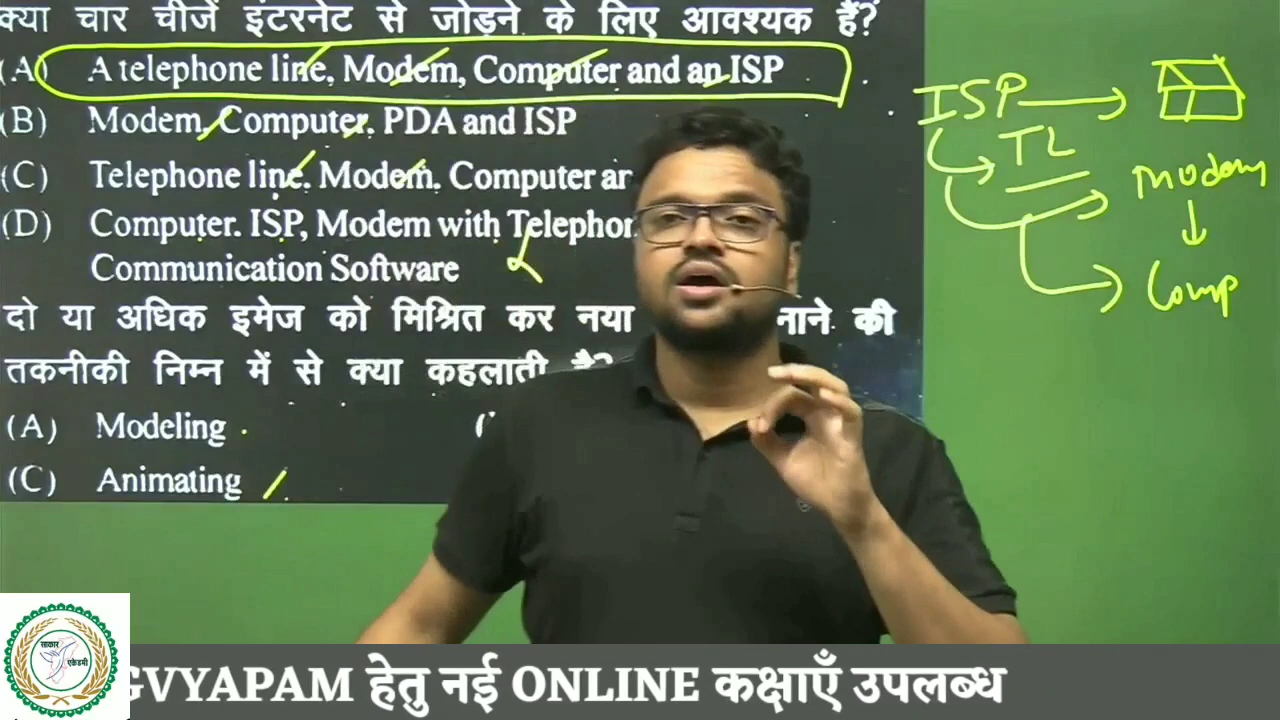 क्या चार चीजें इंटरनेट से जोड़ने के लिए आवश्यक हैं?
(A) A telephone line, Modem, Computer and an ISP
(B) Modem, Computer, PDA and ISP
(C) Telephone line, Modem, Computer
(D) Computer. ISP, Modem with
Communication Software
दो या अधिक इमेज को मिश्रित कर नया की
तकनीकी निम्न में से क्या कहलाती है?
(A) Modeling
(C) Animating
ISP
TL
Modem
Comp
साकार
एकेडमी
GVYAPAM हेतु नई ONLINE कक्षाएँ उपलब्ध